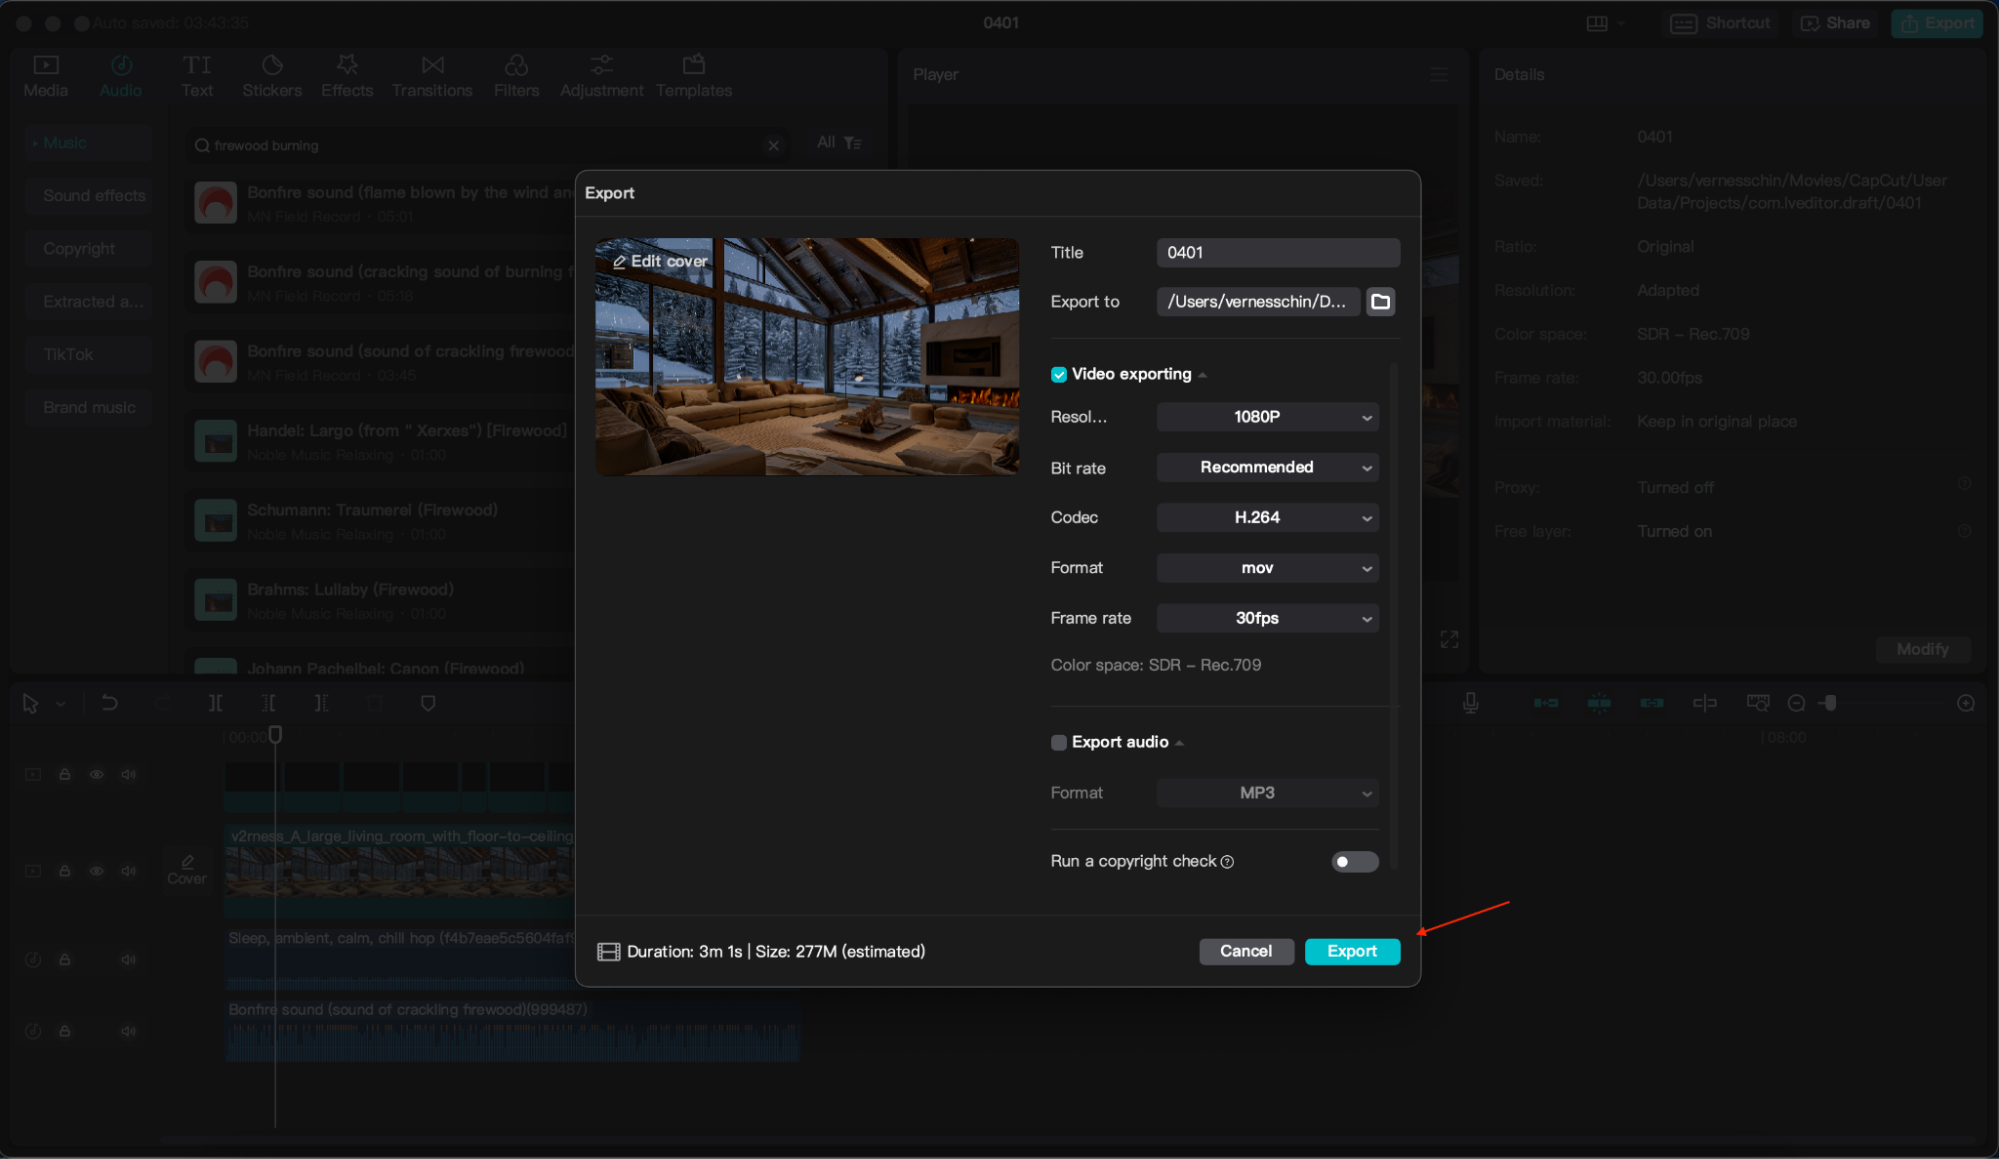 Auto saved: 03:43:35
0401
Shortcut
Share
Export
Media
Audio
Text
Stickers
Effects
Transitions
Filters
Adjustment
Templates
Music
Sound effects
Copyright
Extracted a...
TikTok
Brand music
firewood burning
All
Bonfire sound (flame blown by the wind an
MN Field Record · 05:01
Bonfire sound (cracking sound of burning f
MN Field Record · 05:18
Bonfire sound (sound of crackling firewood
MN Field Record · 03:45
Handel: Largo (from " Xerxes") [Firewood]
Noble Music Relaxing · 01:00
Schumann: Traumerei (Firewood)
Noble Music Relaxing · 01:00
Brahms: Lullaby (Firewood)
Noble Music Relaxing · 01:00
Johann Pachelbel: Canon (Firewood)
Player
Details
Name:
0401
Saved:
/Users/vernesschin/Movies/CapCut/User
Data/Projects/com.lveditor.draft/0401
Ratio:
Original
Resolution:
Adapted
Color space:
SDR – Rec.709
Frame rate:
30.00fps
Import material:
Keep in original place
Proxy:
Turned off
Free layer:
Turned on
Modify
Export
Edit cover
Title
0401
Export to
/Users/vernesschin/D...
Video exporting
Resol...
1080P
Bit rate
Recommended
Codec
H.264
Format
mov
Frame rate
30fps
Color space: SDR – Rec.709
Export audio
Format
MP3
Run a copyright check
Duration: 3m 1s | Size: 277M (estimated)
Cancel
Export
00:00
08:00
Cover
v2rness_A_large_living_room_with_floor-to-ceiling
Sleep, ambient, calm, chill hop (f4b7eae5c5604faf9
Bonfire sound (sound of crackling firewood)(999487)